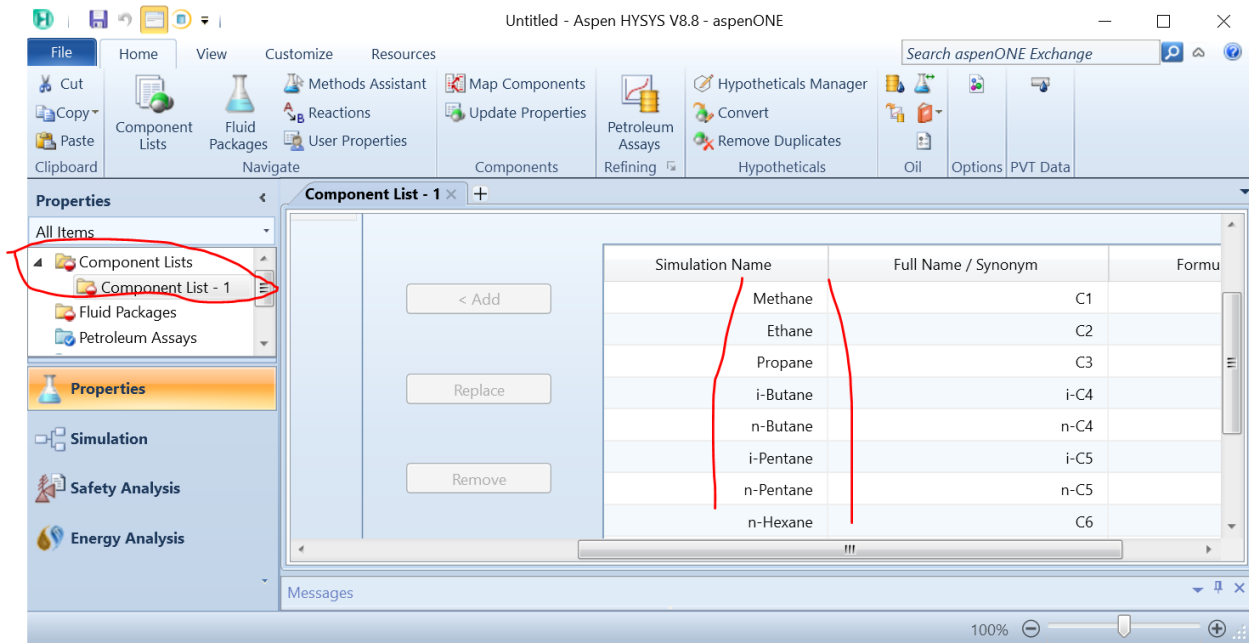 Untitled - Aspen HYSYS V8.8 - aspenONE
File Home View Customize Resources Search aspenONE Exchange
Cut
Copy
Paste
Clipboard
Component Lists
Fluid Packages
Methods Assistant
Reactions
User Properties
Navigate
Map Components
Update Properties
Components
Petroleum Assays
Refining
Hypotheticals Manager
Convert
Remove Duplicates
Hypotheticals
Oil
Options
PVT Data
Properties
All Items
Component Lists
Component List - 1
Fluid Packages
Petroleum Assays
Properties
Simulation
Safety Analysis
Energy Analysis
Component List - 1
< Add
Replace
Remove
Simulation Name Full Name / Synonym Formu
Methane C1
Ethane C2
Propane C3
i-Butane i-C4
n-Butane n-C4
i-Pentane i-C5
n-Pentane n-C5
n-Hexane C6
Messages
100%